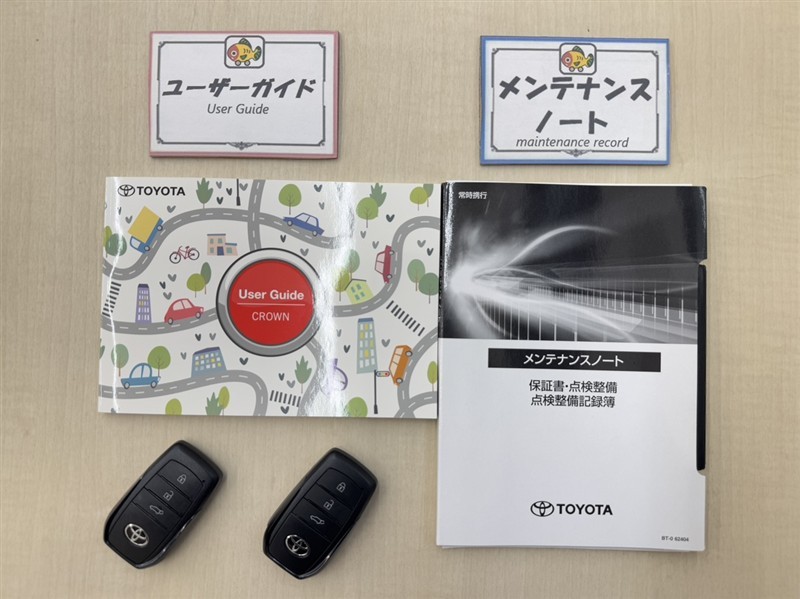 ユーザーガイド
User Guide
メンテナンス
ノート
maintenance record
TOYOTA
User Guide
CROWN
常時携行
メンテナンスノート
保証書・点検整備
点検整備記録簿
TOYOTA